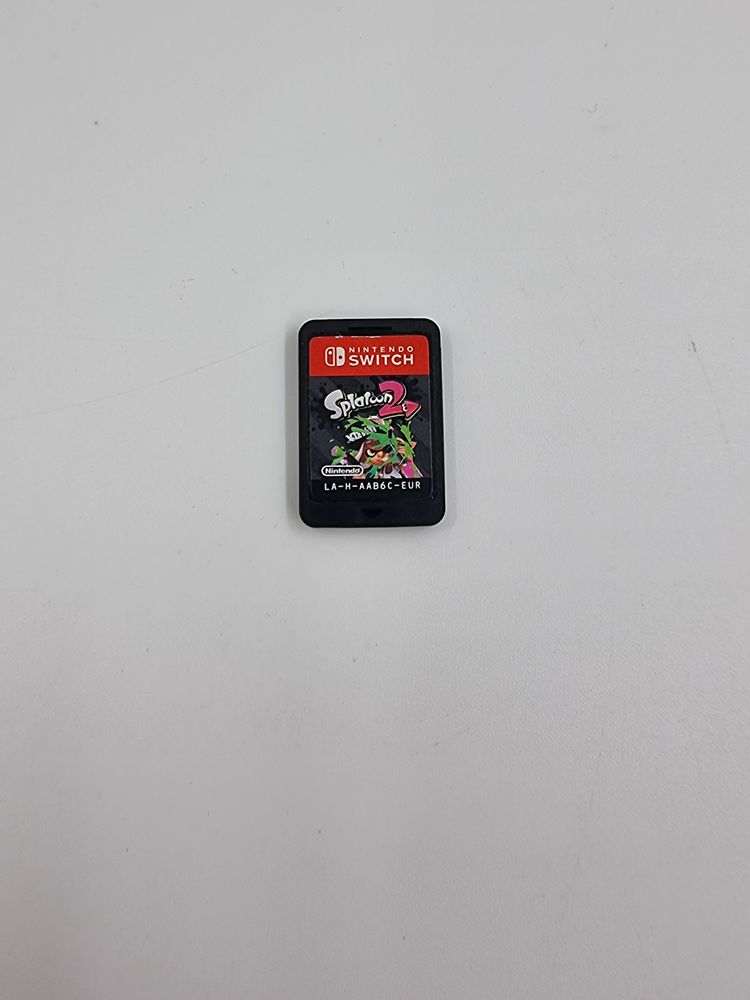 NINTENDO
SWITCH
Splatoon 2
Nintendo
LA-H-AAB6C-EUR